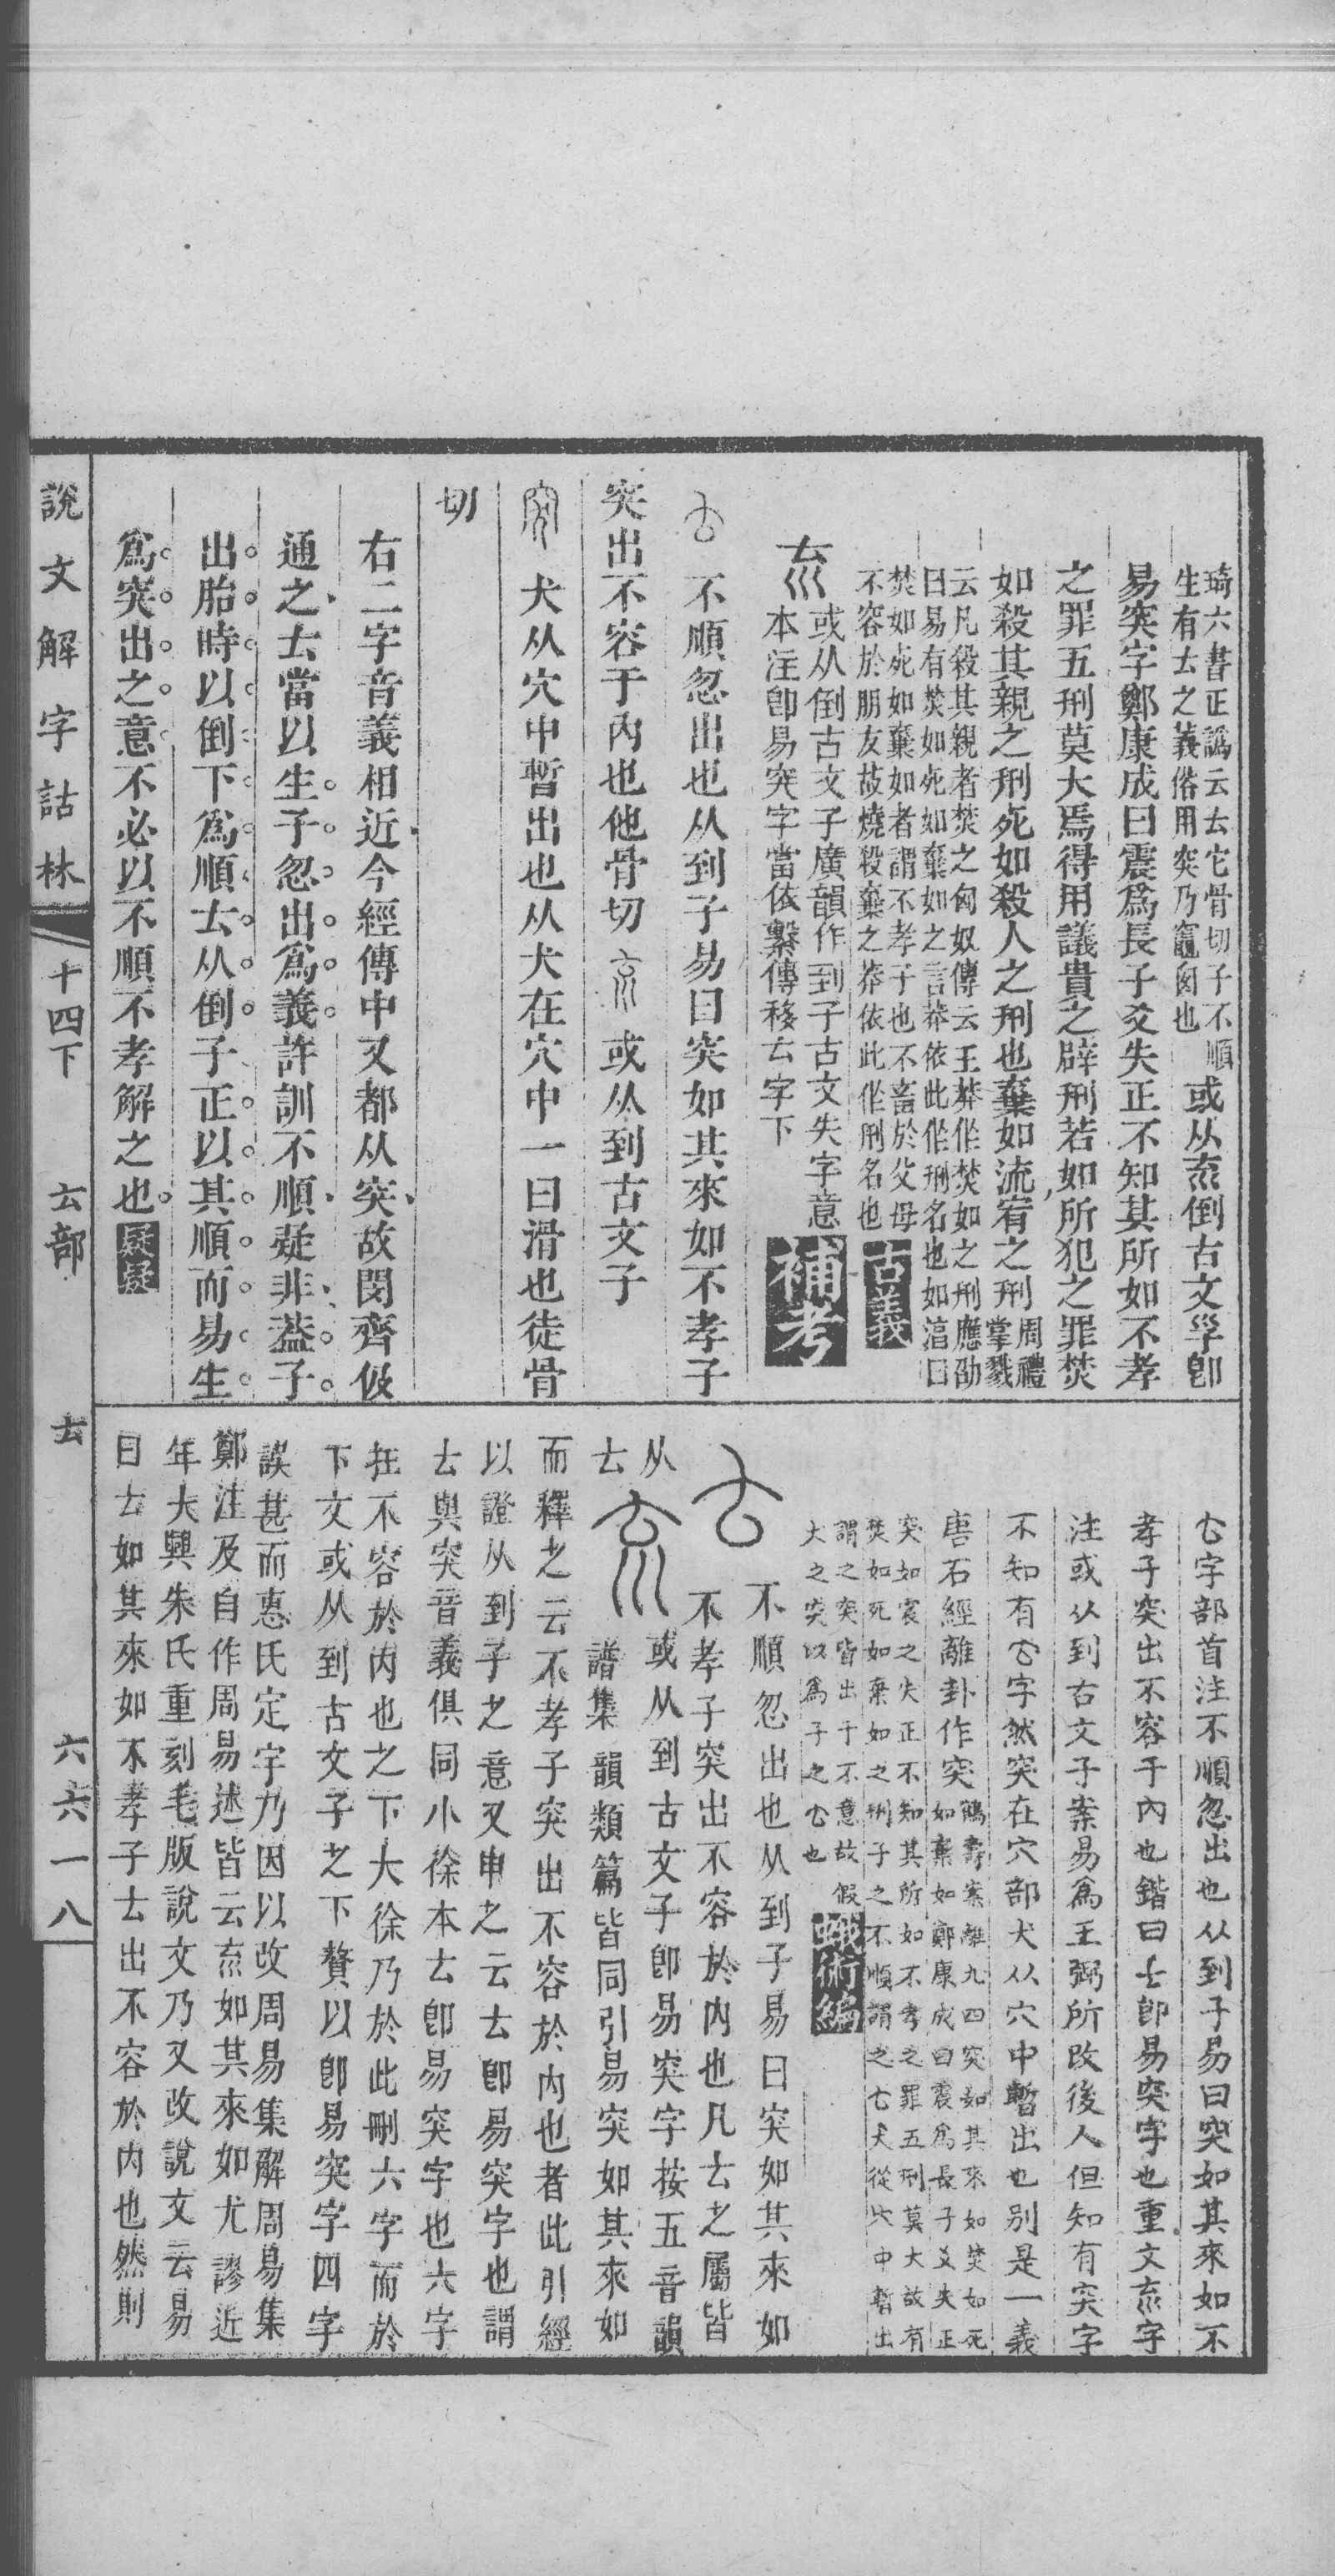 琦六書正譌云𠫓它骨切子不順
生有𠫓之義俗用突乃竈囱也
或从㐬倒古文㜽卽
易突字鄭康成曰震爲長子爻失正不知其所如不孝
之罪五刑莫大焉得用議貴之辟刑若如所犯之罪焚
如殺其親之刑死如殺人之刑也棄如流宥之刑
周禮
掌戮
云凡殺其親者焚之匈奴傳云王莽作焚如之刑應劭
曰易有焚如死如棄如之言莽依此作刑名也如湻曰
焚如死如棄如者謂不孝子也不畜於父母
不容於朋友故燒殺棄之莽依此作刑名也
古義
㐬
或从倒古文子廣韻作到子古文失字意
本注卽易突字當依繫傳移𠫓字下
補考
𠫓 不順忽出也从到子易曰突如其來如不孝子
突出不容于內也他骨切 㐬 或从到古文子
突 犬从穴中暫出也从犬在穴中一曰滑也徒骨
切
右二字音義相近今經傳中又都从突故閔齊伋
通之𠫓當以生子忽出爲義許訓不順疑非葢子
出胎時以倒下爲順𠫓从倒子正以其順而易生
爲突出之意不必以不順不孝解之也 疑疑
𠫓字部首注不順忽出也从到子易曰突如其來如不
孝子突出不容于內也鍇曰𠫓卽易突字也重文㐬字
注或从到古文子案易爲王弼所改後人但知有突字
不知有𠫓字然突在穴部犬从穴中暫出也別是一義
唐石經離卦作突
鶴壽案離九四突如其來如焚如死
如棄如鄭康成曰震爲長子爻失正
突如震之失正不知其所如不孝之罪五刑莫大故有
焚如死如棄如之刑子之不順謂之𠫓犬從穴中暫出
謂之突皆出于不意故假
犬之突以爲子之𠫓也
蛾術編
𠫓 不順忽出也从到子易曰突如其來如
不孝子突出不容於內也凡𠫓之屬皆
从𠫓 㐬 或从到古文子卽易突字按五音韻
譜集韻類篇皆同引易突如其來如
而釋之云不孝子突出不容於內也者此引經
以證从到子之意又申之云𠫓卽易突字也謂
𠫓與突音義俱同小徐本𠫓卽易突字也六字
在不容於內也之下大徐乃於此刪六字而於
下文或从到古文子之下贅以卽易突字四字
誤甚而惠氏定宇乃因以改周易集解周易集
鄭注及自作周易述皆云㐬如其來如尤謬近
年大興朱氏重刻毛版說文乃又改說文云易
曰𠫓如其來如不孝子𠫓出不容於內也然則
說文解字詁林
十四下
𠫓部
𠫓
六六一八